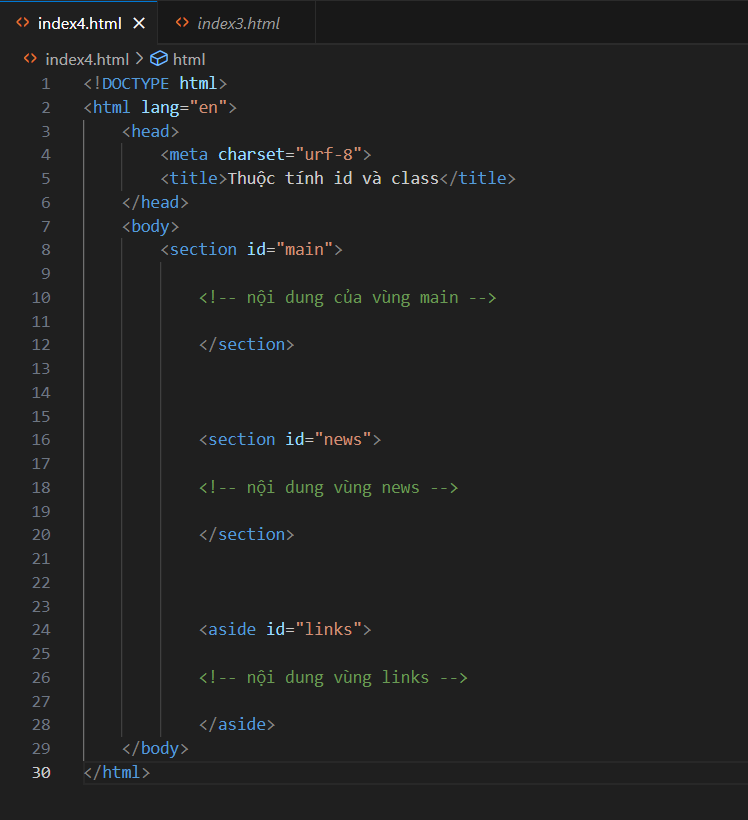 index4.html
index3.html
index4.html > html
1 <!DOCTYPE html>
2 <html lang="en">
3 <head>
4 <meta charset="urf-8">
5 <title>Thuộc tính id và class</title>
6 </head>
7 <body>
8 <section id="main">
9
10 <!-- nội dung của vùng main -->
11
12 </section>
13
14
15
16 <section id="news">
17
18 <!-- nội dung vùng news -->
19
20 </section>
21
22
23
24 <aside id="links">
25
26 <!-- nội dung vùng links -->
27
28 </aside>
29 </body>
30 </html>